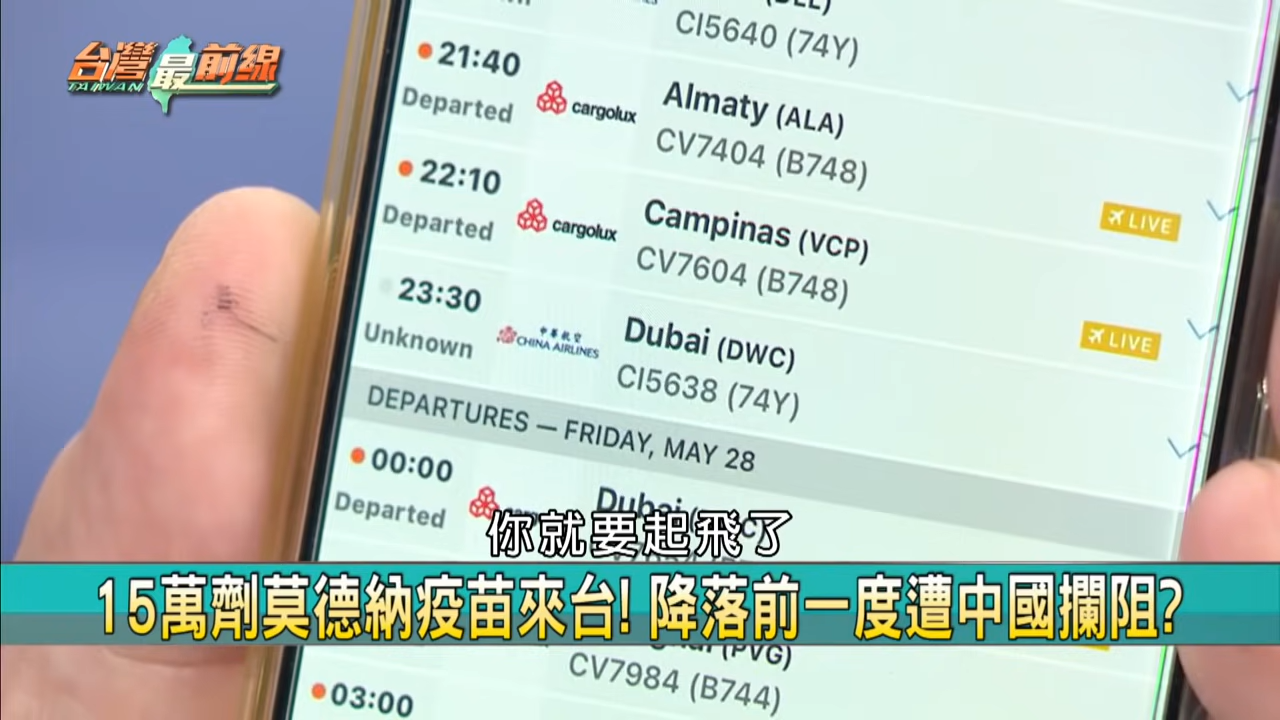 台灣最前線
TAIWAN
CI5640 (74Y)
21:40
Departed
cargolux
Almaty (ALA)
CV7404 (B748)
22:10
Departed
cargolux
Campinas (VCP)
CV7604 (B748)
LIVE
23:30
Unknown
中華航空
CHINA AIRLINES
Dubai (DWC)
CI5638 (74Y)
LIVE
DEPARTURES — FRIDAY, MAY 28
00:00
Departed
Dubai
你就要起飛了
15萬劑莫德納疫苗來台! 降落前一度遭中國攔阻?
(PVG)
CV7984 (B744)
03:00